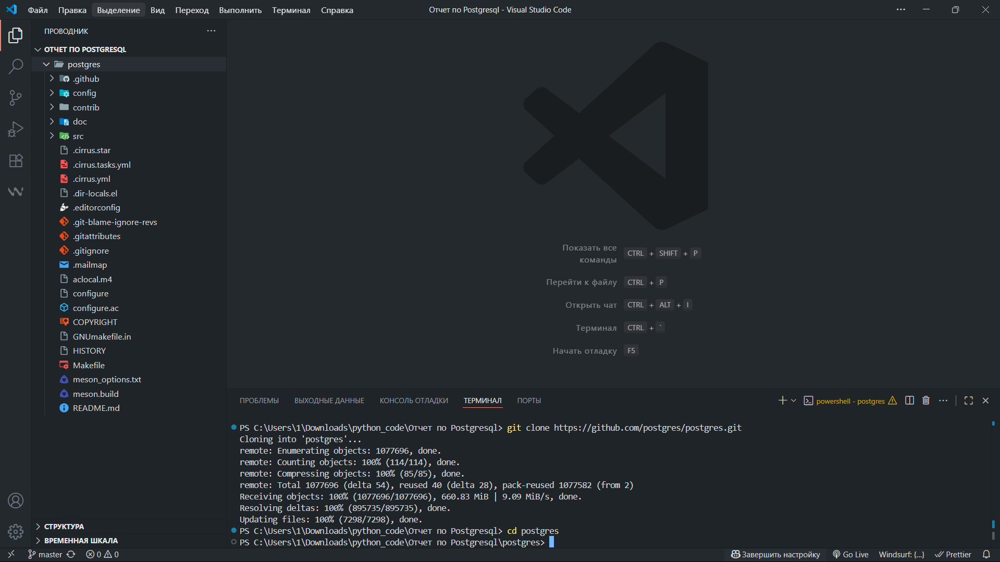 Файл Правка Выделение Вид Переход Выполнить Терминал Справка
Отчет по Postgresql - Visual Studio Code
ПРОВОДНИК
ОТЧЕТ ПО POSTGRESQL
postgres
.github
config
contrib
doc
src
.cirrus.star
.cirrus.tasks.yml
.cirrus.yml
.dir-locals.el
.editorconfig
.git-blame-ignore-revs
.gitattributes
.gitignore
.mailmap
aclocal.m4
configure
configure.ac
COPYRIGHT
GNUmakefile.in
HISTORY
Makefile
meson_options.txt
meson.build
README.md
СТРУКТУРА
ВРЕМЕННАЯ ШКАЛА
Показать все
команды CTRL + SHIFT + P
Перейти к файлу CTRL + P
Открыть чат CTRL + ALT + I
Терминал CTRL + `
Начать отладку F5
ПРОБЛЕМЫ ВЫХОДНЫЕ ДАННЫЕ КОНСОЛЬ ОТЛАДКИ ТЕРМИНАЛ ПОРТЫ
powershell - postgres
PS C:\Users\1\Downloads\python_code\Отчет по Postgresql> git clone https://github.com/postgres/postgres.git
Cloning into 'postgres'...
remote: Enumerating objects: 1077696, done.
remote: Counting objects: 100% (114/114), done.
remote: Compressing objects: 100% (85/85), done.
remote: Total 1077696 (delta 54), reused 40 (delta 28), pack-reused 1077582 (from 2)
Receiving objects: 100% (1077696/1077696), 660.83 MiB | 9.09 MiB/s, done.
Resolving deltas: 100% (895735/895735), done.
Updating files: 100% (7298/7298), done.
PS C:\Users\1\Downloads\python_code\Отчет по Postgresql> cd postgres
PS C:\Users\1\Downloads\python_code\Отчет по Postgresql\postgres>
master 0 0
Завершить настройку Go Live Windsurf: {...} Prettier